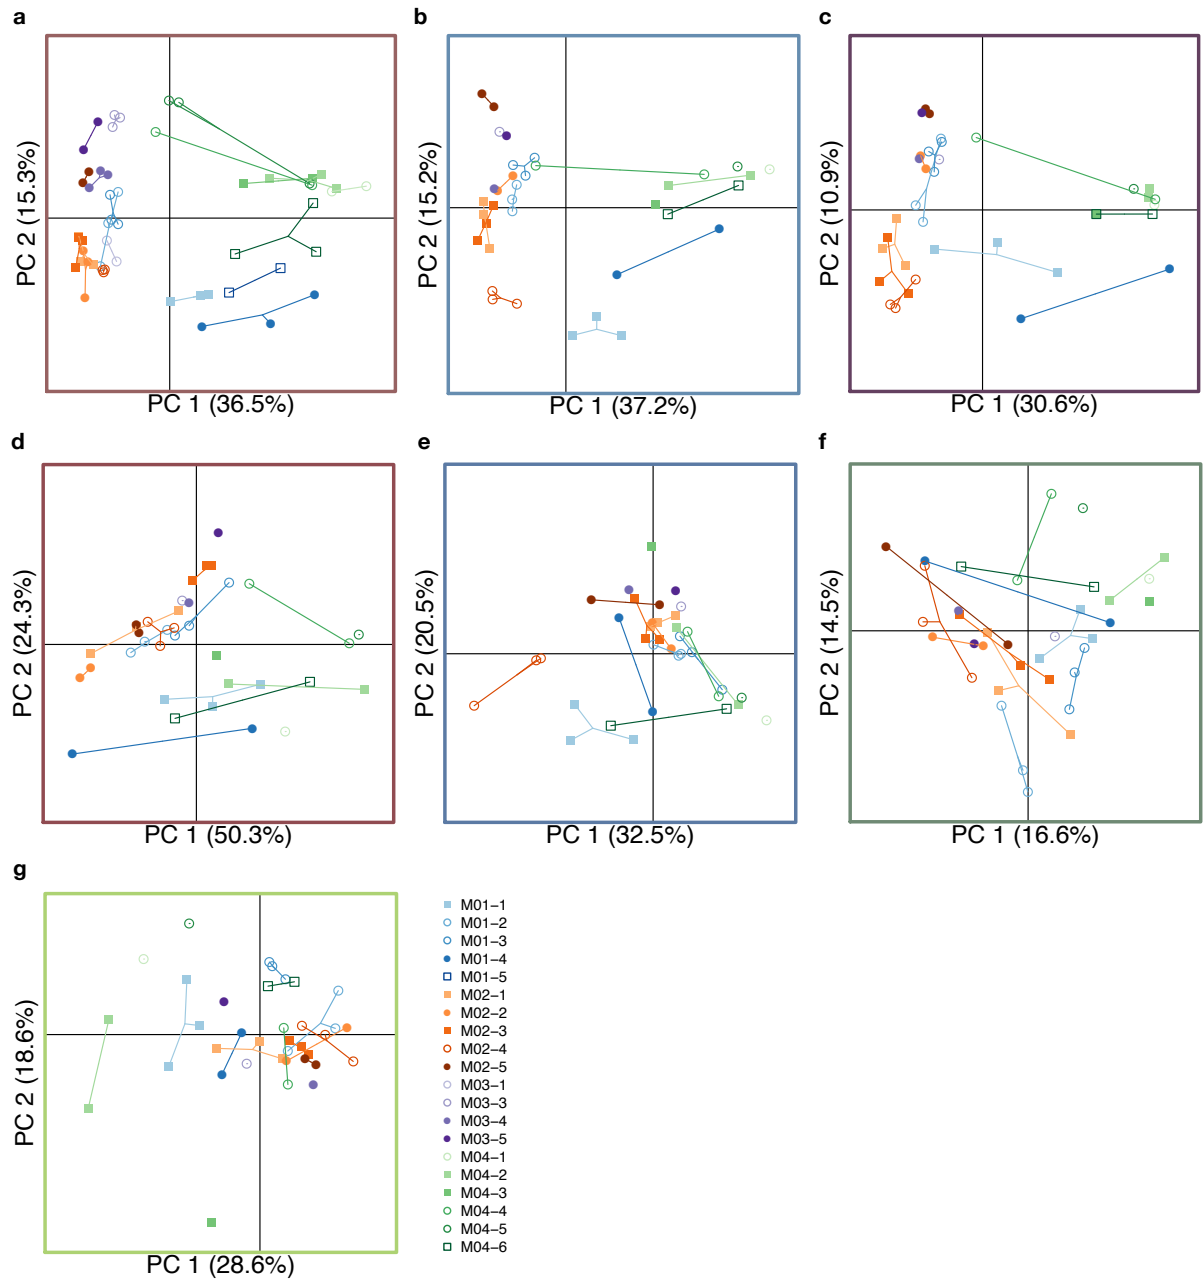 a
b
c
PC 2 (15.3%)
PC 2 (15.2%)
PC 2 (10.9%)
PC 1 (36.5%)
PC 1 (37.2%)
PC 1 (30.6%)
d
e
f
PC 2 (24.3%)
PC 2 (20.5%)
PC 2 (14.5%)
PC 1 (50.3%)
PC 1 (32.5%)
PC 1 (16.6%)
g
PC 2 (18.6%)
PC 1 (28.6%)
M01−1
M01−2
M01−3
M01−4
M01−5
M02−1
M02−2
M02−3
M02−4
M02−5
M03−1
M03−3
M03−4
M03−5
M04−1
M04−2
M04−3
M04−4
M04−5
M04−6